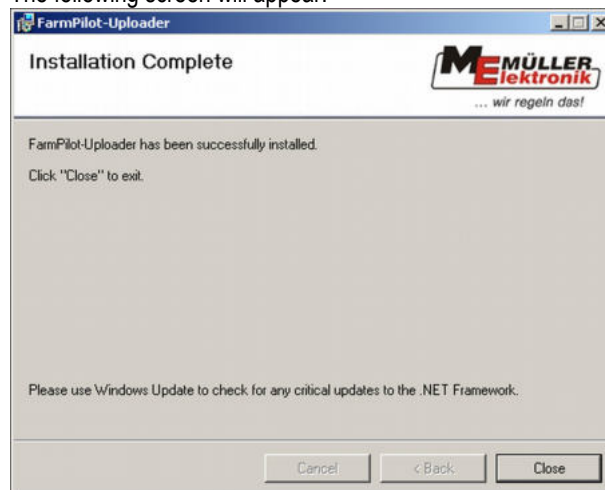 The following screen will appear:
FarmPilot-Uploader
Installation Complete
ME MÜLLER
Elektronik
... wir regeln das!
FarmPilot-Uploader has been successfully installed.
Click "Close" to exit.
Please use Windows Update to check for any critical updates to the .NET Framework.
Cancel
< Back
Close